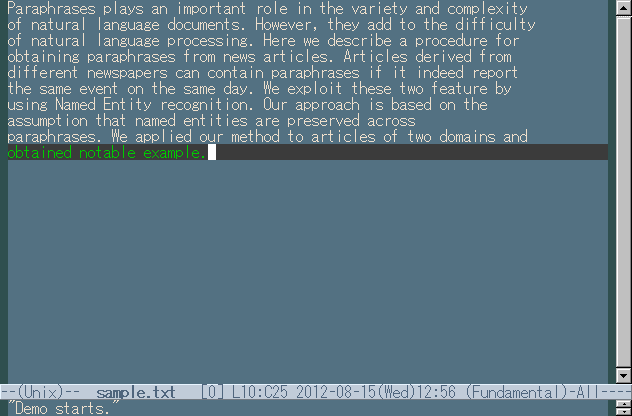 Paraphrases plays an important role in the variety and complexity
of natural language documents. However, they add to the difficulty
of natural language processing. Here we describe a procedure for
obtaining paraphrases from news articles. Articles derived from
different newspapers can contain paraphrases if it indeed report
the same event on the same day. We exploit these two feature by
using Named Entity recognition. Our approach is based on the
assumption that named entities are preserved across
paraphrases. We applied our method to articles of two domains and
obtained notable example.
--(Unix)-- sample.txt [0] L10:C25 2012-08-15(Wed)12:56 (Fundamental)-All----
"Demo starts."